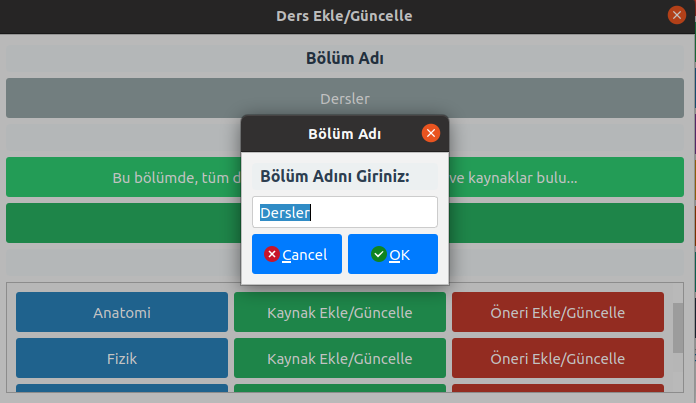 Ders Ekle/Güncelle
Bölüm Adı
Dersler
Bölüm Adı
Bu bölümde, tüm d
ve kaynaklar bulu...
Bölüm Adını Giriniz:
Dersler
Cancel
OK
Anatomi
Kaynak Ekle/Güncelle
Öneri Ekle/Güncelle
Fizik
Kaynak Ekle/Güncelle
Öneri Ekle/Güncelle